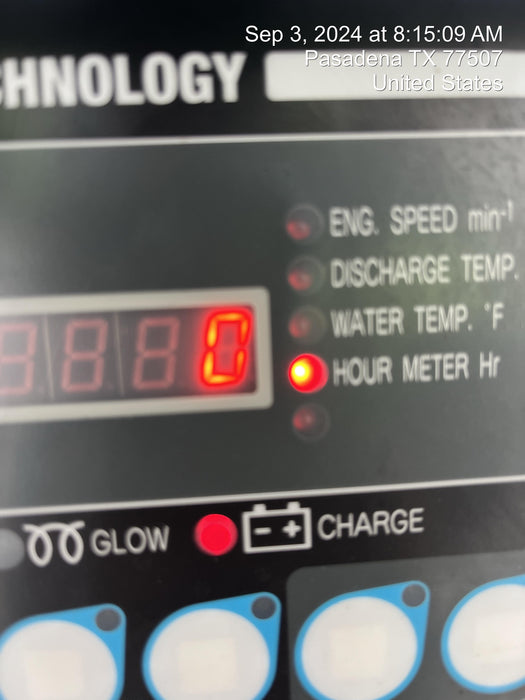 Sep 3, 2024 at 8:15:09 AM
Pasadena TX 77507
United States
CHNOLOGY
ENG. SPEED min-¹
DISCHARGE TEMP.
WATER TEMP. °F
0
HOUR METER Hr
GLOW
- +
CHARGE